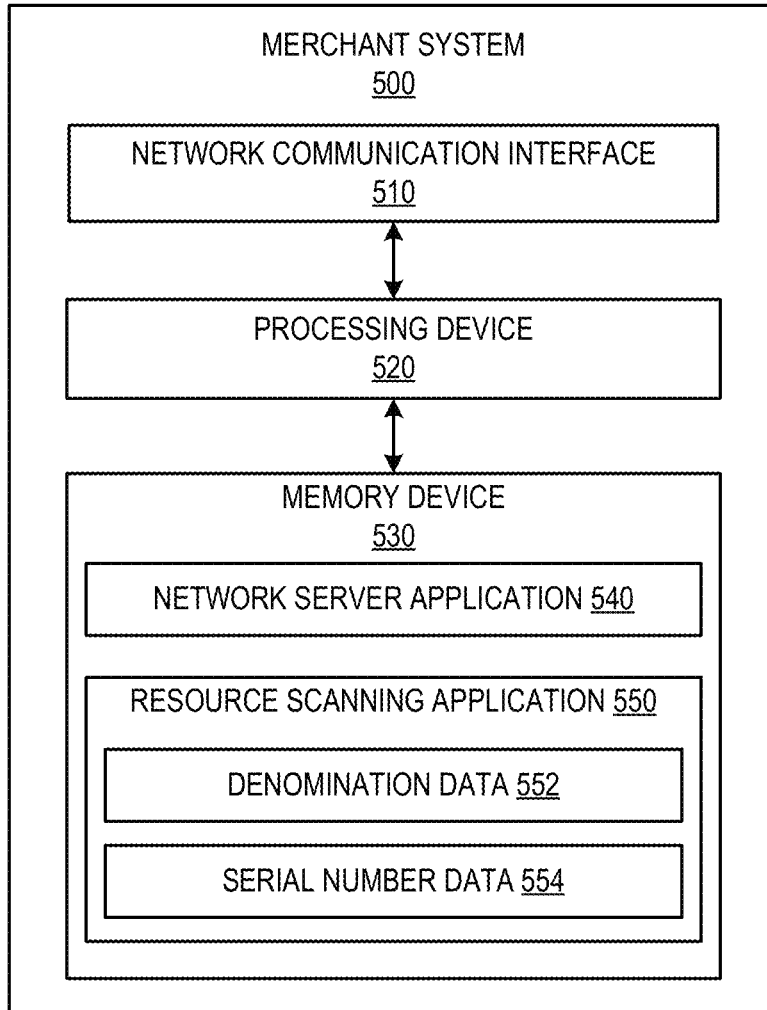 MERCHANT SYSTEM
500
NETWORK COMMUNICATION INTERFACE
510
PROCESSING DEVICE
520
MEMORY DEVICE
530
NETWORK SERVER APPLICATION 540
RESOURCE SCANNING APPLICATION 550
DENOMINATION DATA 552
SERIAL NUMBER DATA 554